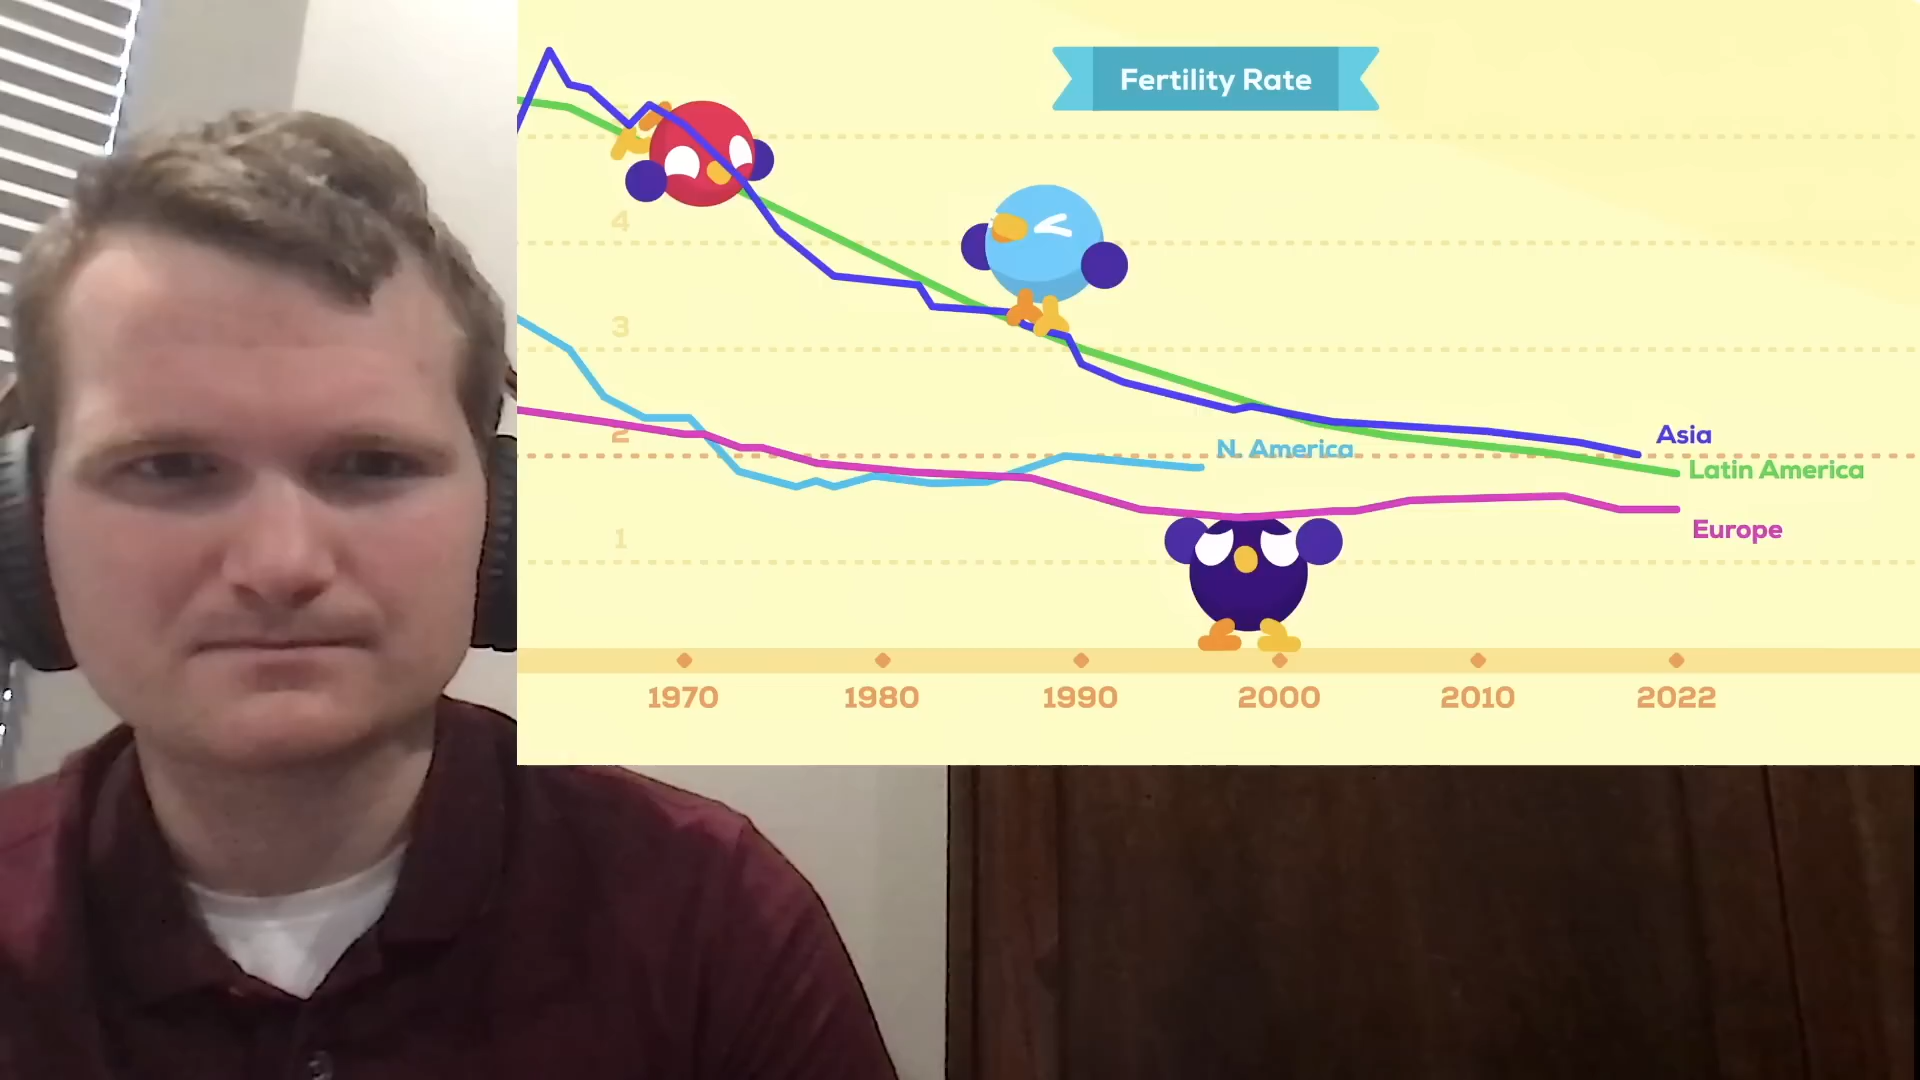 Fertility Rate
4
3
2
1
N. America
Asia
Latin America
Europe
1970 1980 1990 2000 2010 2022